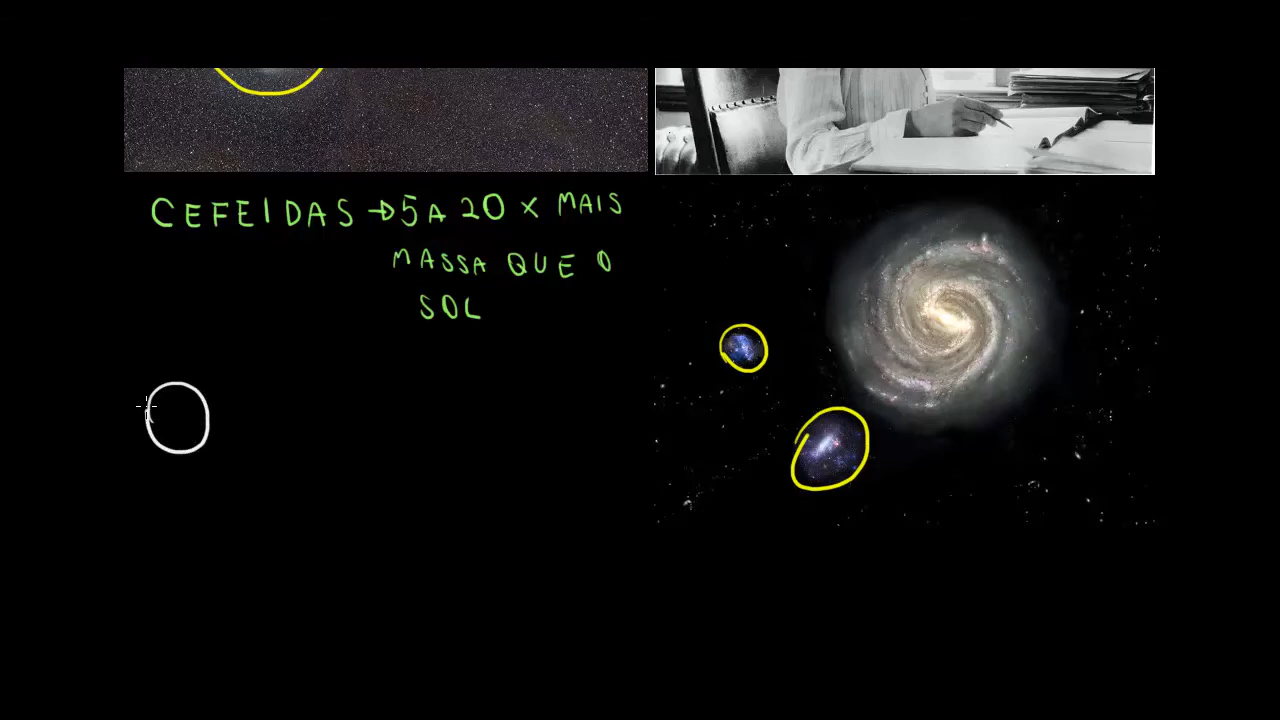 CEFEIDAS → 5 A 20 X MAIS
MASSA QUE O
SOL